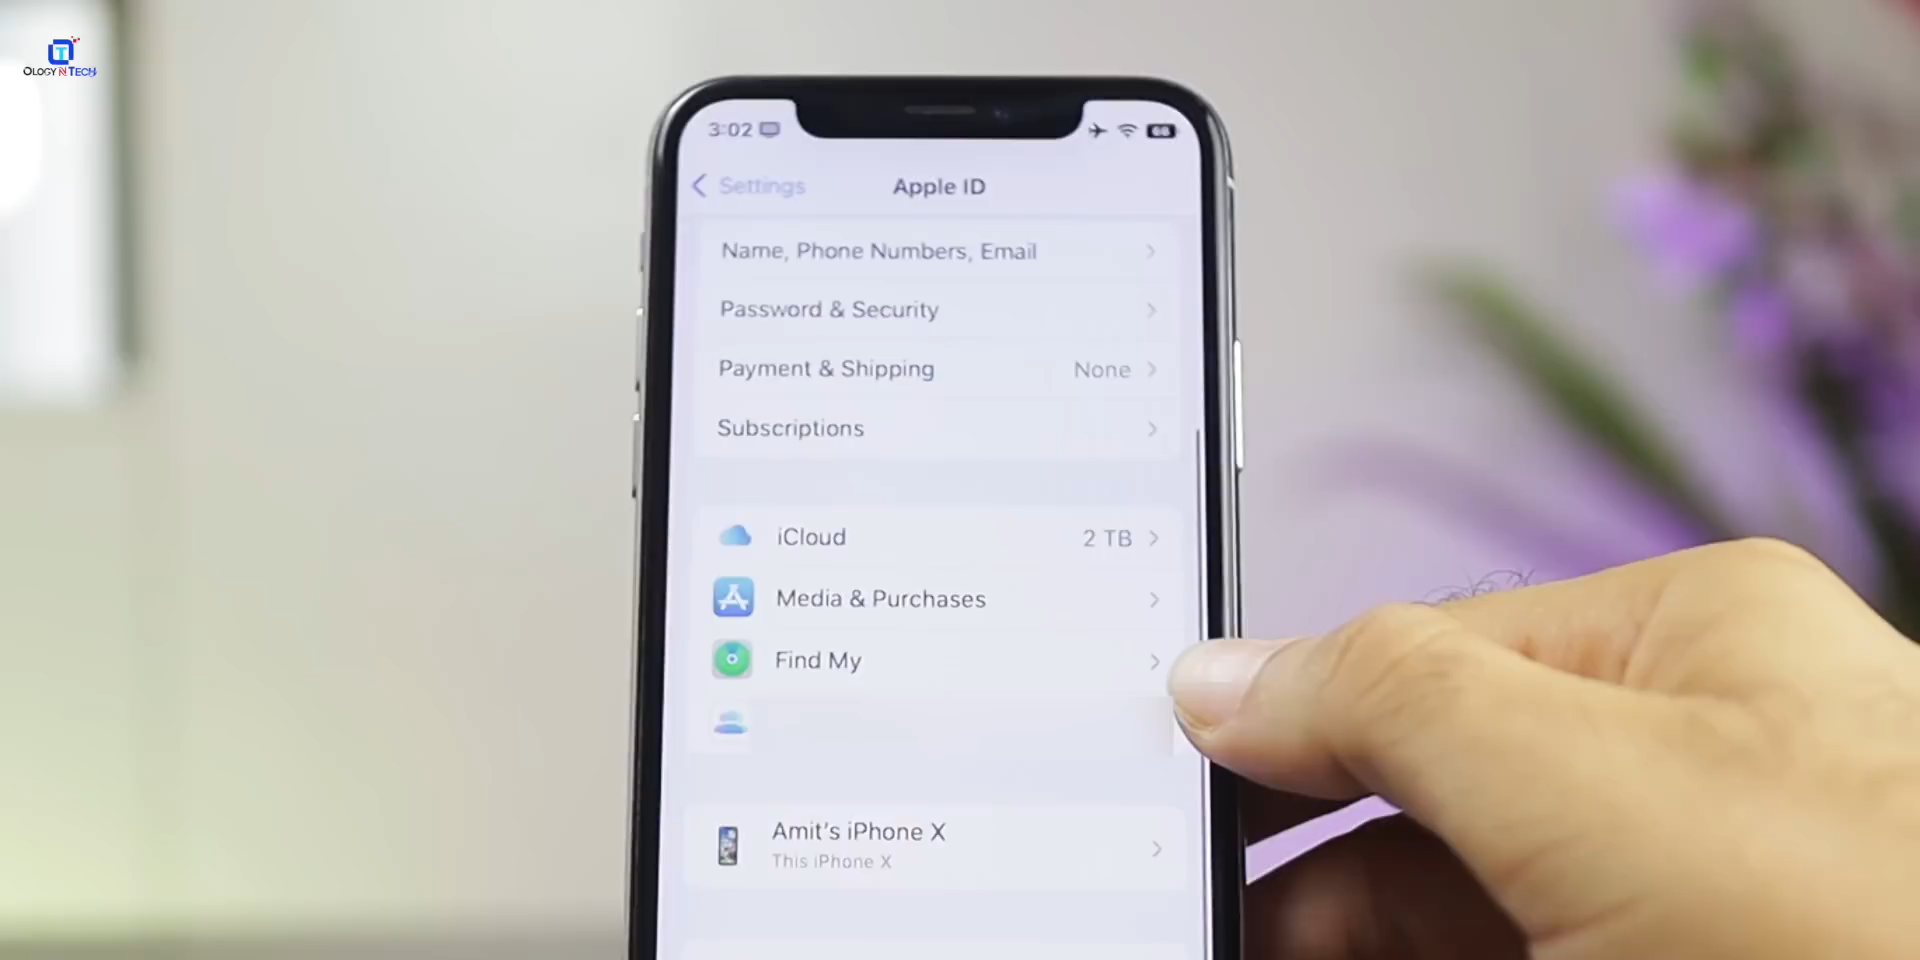 OLOGY N TECH
3:02
68
Settings
Apple ID
Name, Phone Numbers, Email
Password & Security
Payment & Shipping None
Subscriptions
iCloud 2 TB
Media & Purchases
Find My
Amit's iPhone X
This iPhone X